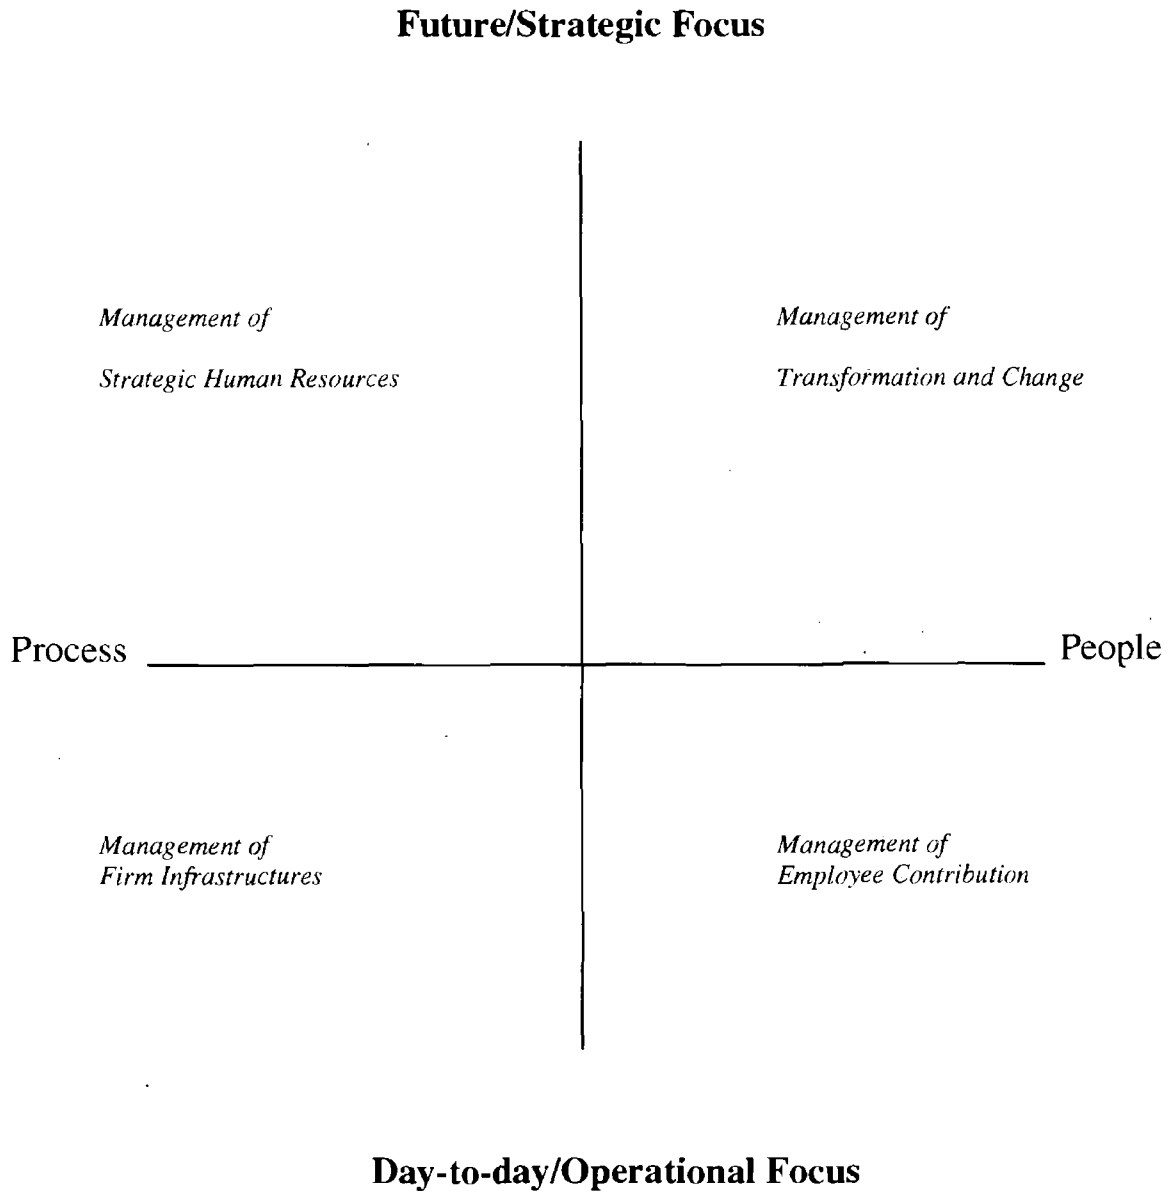 Future/Strategic Focus
Management of
Strategic Human Resources
Management of
Transformation and Change
Process
People
Management of
Firm Infrastructures
Management of
Employee Contribution
Day-to-day/Operational Focus